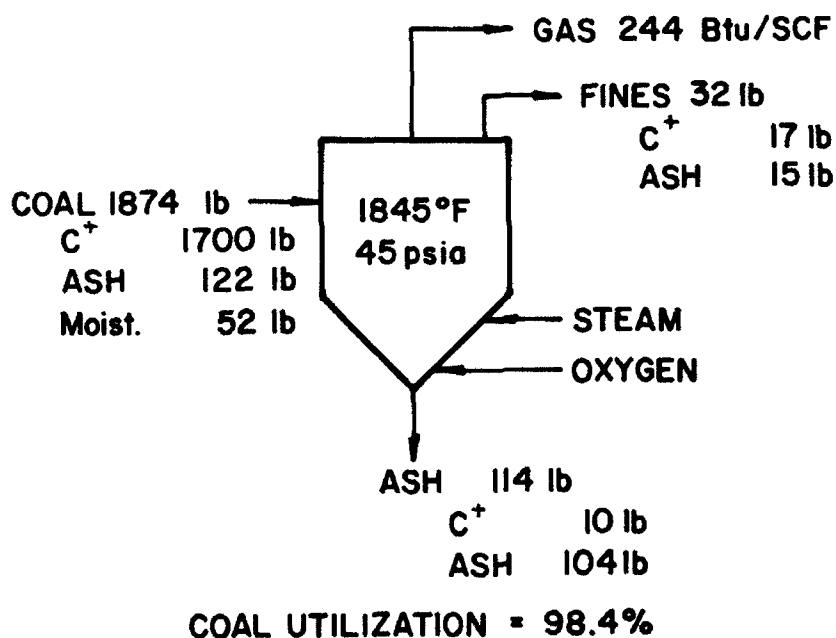 GAS 244 Btu/SCF
FINES 32 lb
C+ 17 lb
ASH 15 lb
COAL 1874 lb
C+ 1700 lb
ASH 122 lb
Moist. 52 lb
1845°F
45 psia
STEAM
OXYGEN
ASH 114 lb
C+ 10 lb
ASH 104 lb
COAL UTILIZATION = 98.4%